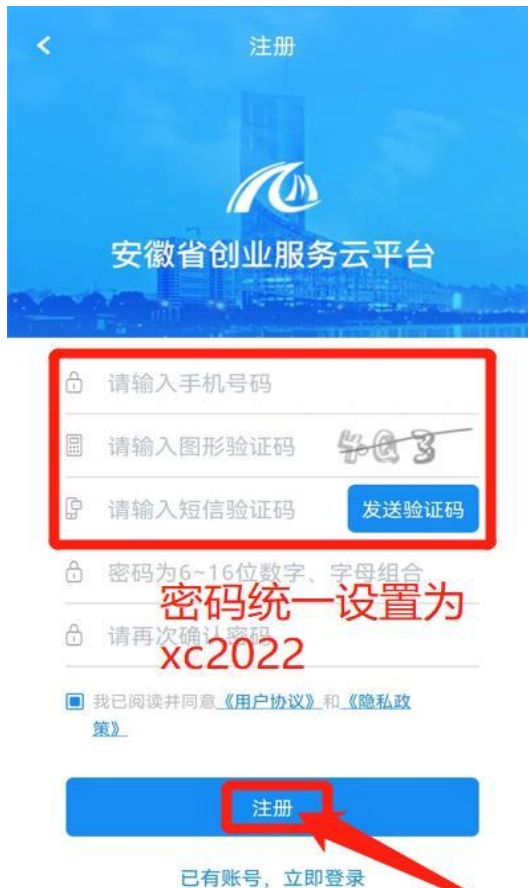 注册
安徽省创业服务云平台
请输入手机号码
请输入图形验证码 4Q3
请输入短信验证码 发送验证码
密码为6~16位数字、字母组合
密码统一设置为
请再次确认密码
xc2022
我已阅读并同意《用户协议》和《隐私政
策》
注册
已有账号，立即登录